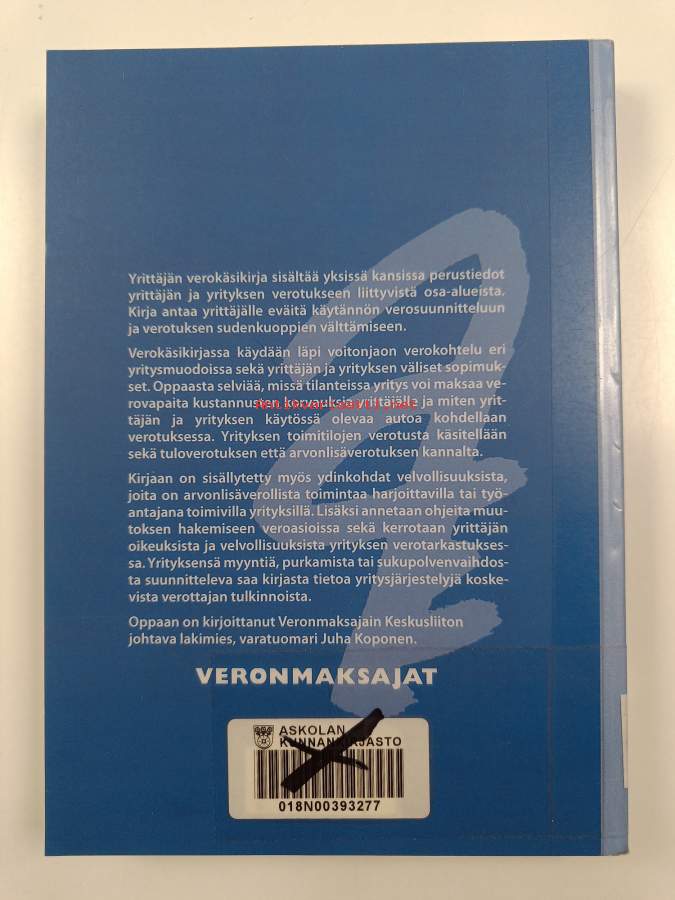 Yrittäjän verokäsikirja sisältää yksissä kansissa perustiedot
yrittäjän ja yrityksen verotukseen liittyvistä osa-alueista.
Kirja antaa yrittäjälle eväitä käytännön verosuunnitteluun
ja verotuksen sudenkuoppien välttämiseen.
Verokäsikirjassa käydään läpi voitonjaon verokohtelu eri
yritysmuodoissa sekä yrittäjän ja yrityksen väliset sopimuk-
set. Oppaasta selviää, missä tilanteissa yritys voi maksaa ve-
rovapaita kustannusten korvauksia yrittäjälle ja miten yrit-
täjän ja yrityksen käytössä olevaa autoa kohdellaan
verotuksessa. Yrityksen toimitilojen verotusta käsitellään
sekä tuloverotuksen että arvonlisäverotuksen kannalta.
Kirjaan on sisällytetty myös ydinkohdat velvollisuuksista,
joita on arvonlisäverollista toimintaa harjoittavilla tai työ-
antajana toimivilla yrityksillä. Lisäksi annetaan ohjeita muu-
toksen hakemiseen veroasioissa sekä kerrotaan yrittäjän
oikeuksista ja velvollisuuksista yrityksen verotarkastukses-
sa. Yrityksensä myyntiä, purkamista tai sukupolvenvaihdos-
ta suunnitteleva saa kirjasta tietoa yritysjärjestelyjä koske-
vista verottajan tulkinnoista.
Oppaan on kirjoittanut Veronmaksajain Keskusliiton
johtava lakimies, varatuomari Juha Koponen.
VERONMAKSAJAT
ASKOLAN
KUNNANKIRJASTO
018N00393277